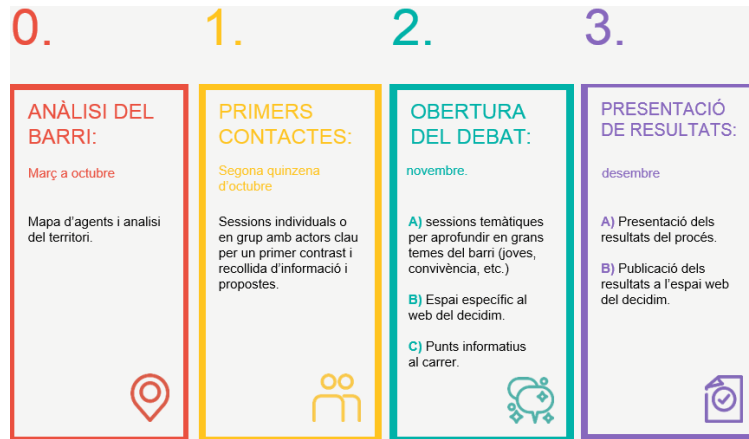 0.
ANÀLISI DEL
BARRI:
Març a octubre
Mapa d'agents i analisi
del territori.
1.
PRIMERS
CONTACTES:
Segona quinzena
d'octubre
Sessions individuals o
en grup amb actors clau
per un primer contrast i
recollida d'informació i
propostes.
2.
OBERTURA
DEL DEBAT:
novembre.
A) sessions temàtiques
per aprofundir en grans
temes del barri (joves,
convivència, etc.)
B) Espai específic al
web del decidim.
C) Punts informatius
al carrer.
3.
PRESENTACIÓ
DE RESULTATS:
desembre
A) Presentació dels
resultats del procés.
B) Publicació dels
resultats a l'espai web
del decidim.